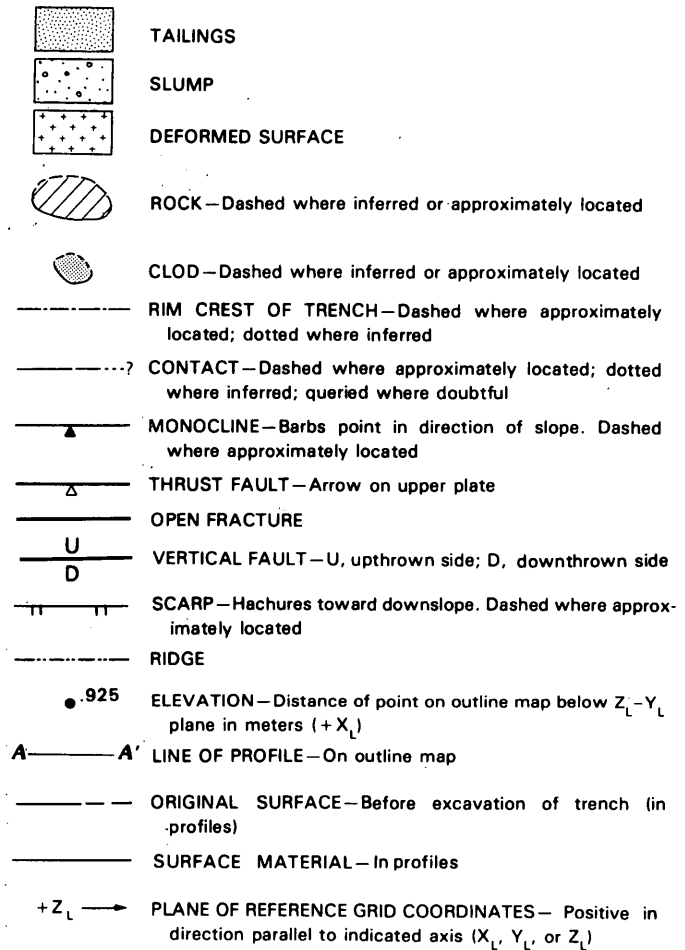 TAILINGS
SLUMP
DEFORMED SURFACE
ROCK—Dashed where inferred or approximately located
CLOD—Dashed where inferred or approximately located
RIM CREST OF TRENCH—Dashed where approximately
located; dotted where inferred
? CONTACT—Dashed where approximately located; dotted
where inferred; queried where doubtful
MONOCLINE—Barbs point in direction of slope. Dashed
where approximately located
THRUST FAULT—Arrow on upper plate
OPEN FRACTURE
U
D
VERTICAL FAULT—U, upthrown side; D, downthrown side
SCARP—Hachures toward downslope. Dashed where approx-
imately located
RIDGE
.925 ELEVATION—Distance of point on outline map below Z_L-Y_L
plane in meters (+X_L)
A A' LINE OF PROFILE—On outline map
ORIGINAL SURFACE—Before excavation of trench (in
profiles)
SURFACE MATERIAL—In profiles
+Z_L PLANE OF REFERENCE GRID COORDINATES— Positive in
direction parallel to indicated axis (X_L, Y_L, or Z_L)